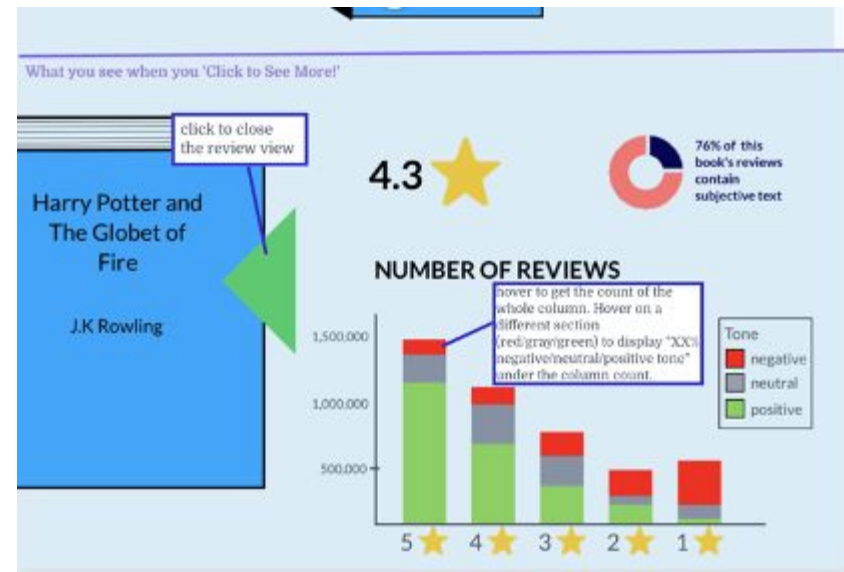 What you see when you 'Click to See More!'
click to close
the review view
Harry Potter and
The Globet of
Fire
J.K Rowling
4.3
76% of this
book's reviews
contain
subjective text
NUMBER OF REVIEWS
hover to get the count of the
whole column. Hover on a
different section
(red/gray/green) to display "XX%
negative/neutral/positive tone"
under the column count.
1,500,000
1,000,000
500,000
Tone
negative
neutral
positive
5 4 3 2 1